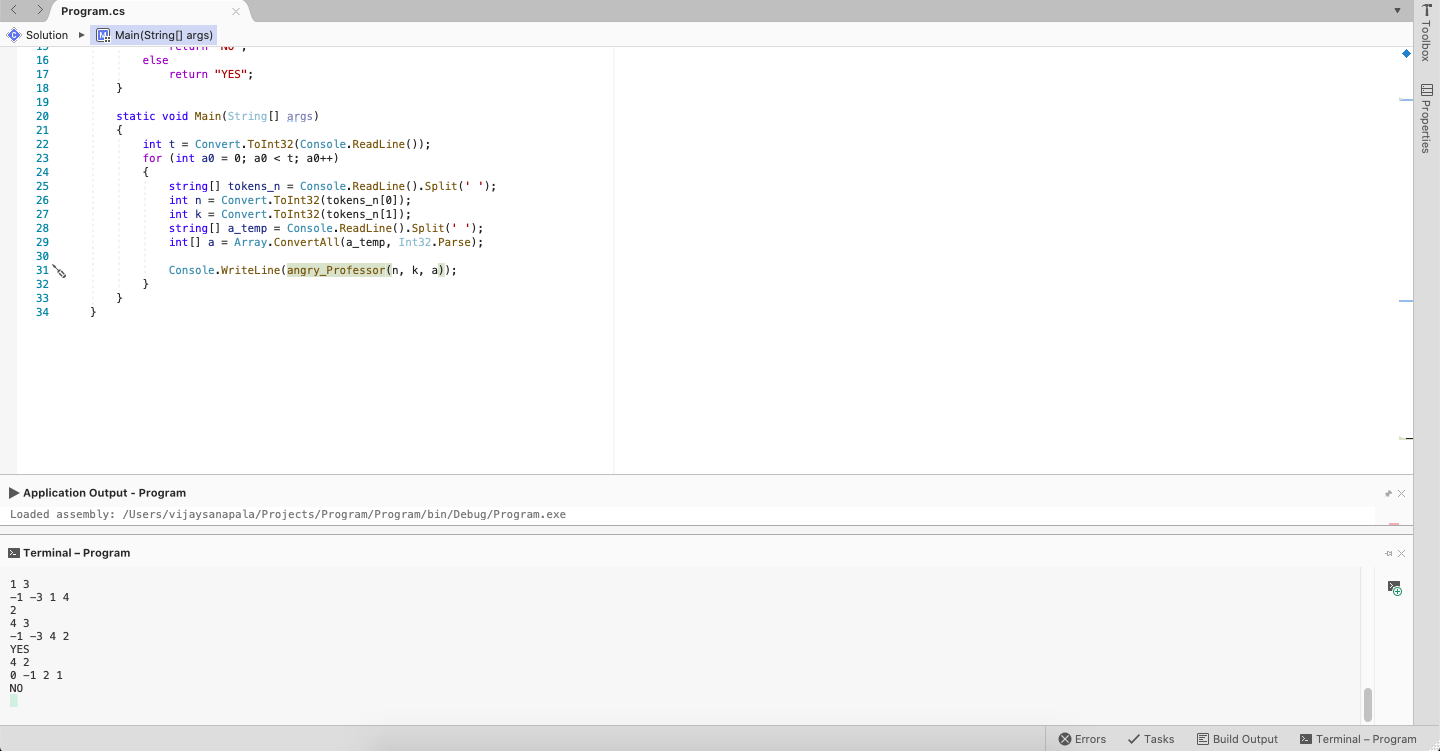 Program.cs
Toolbox
Properties
Solution
Main(String[] args)
15 return "NO";
16 else
17 return "YES";
18 }
19
20 static void Main(String[] args)
21 {
22 int t = Convert.ToInt32(Console.ReadLine());
23 for (int a0 = 0; a0 < t; a0++)
24 {
25 string[] tokens_n = Console.ReadLine().Split(' ');
26 int n = Convert.ToInt32(tokens_n[0]);
27 int k = Convert.ToInt32(tokens_n[1]);
28 string[] a_temp = Console.ReadLine().Split(' ');
29 int[] a = Array.ConvertAll(a_temp, Int32.Parse);
30
31 Console.WriteLine(angry_Professor(n, k, a));
32 }
33 }
34 }
Application Output - Program
Loaded assembly: /Users/vijaysanapala/Projects/Program/Program/bin/Debug/Program.exe
Terminal – Program
1 3
-1 -3 1 4
2
4 3
-1 -3 4 2
YES
4 2
0 -1 2 1
NO
Errors Tasks Build Output Terminal – Program